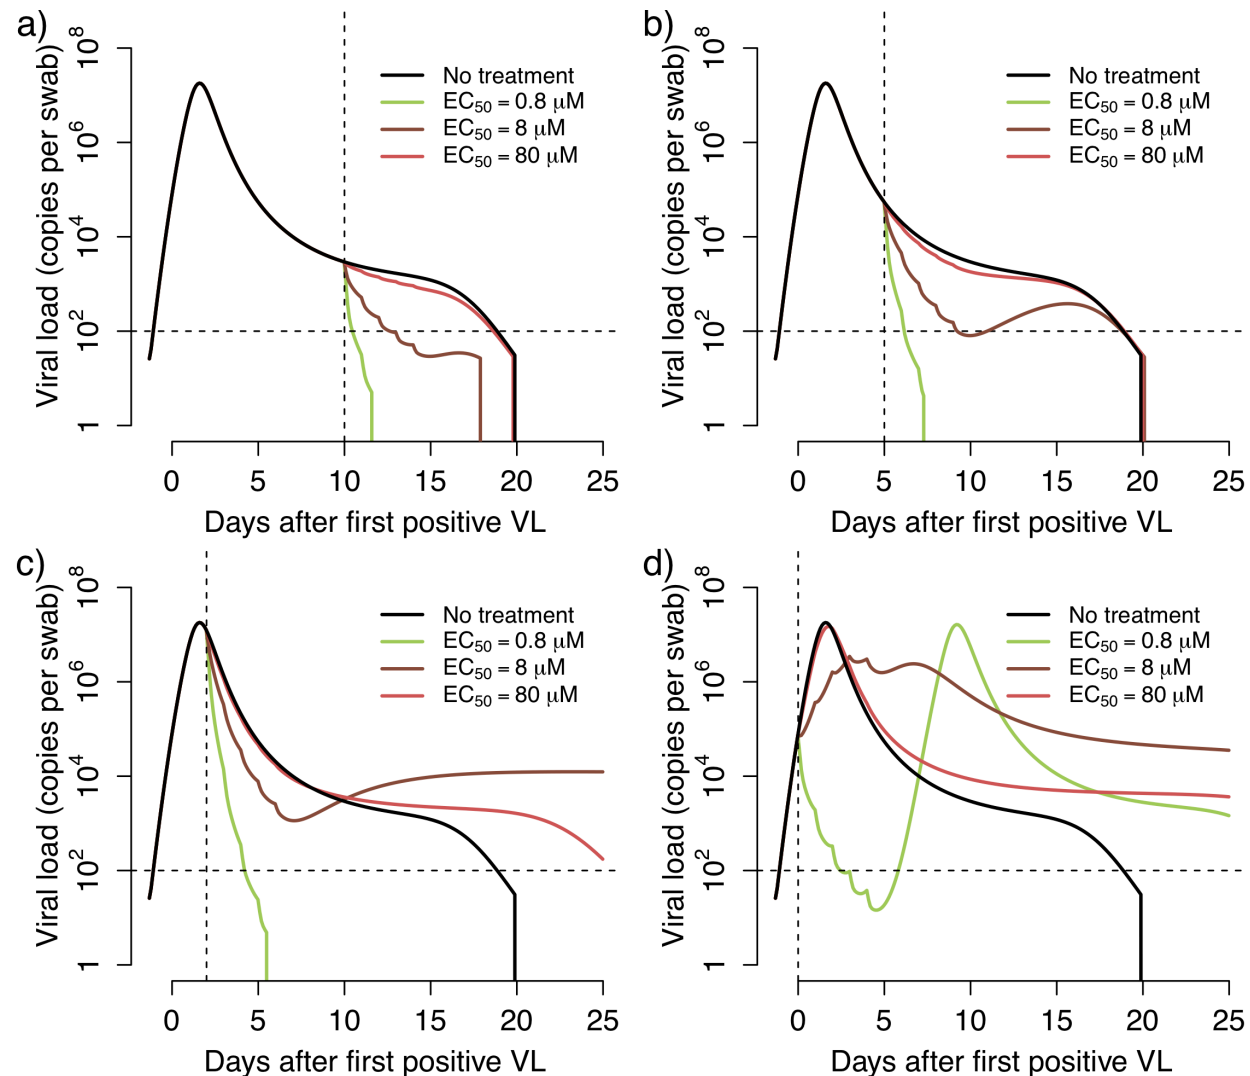 a)
Viral load (copies per swab)
10⁸
10⁶
10⁴
10²
1
No treatment
EC₅₀ = 0.8 μM
EC₅₀ = 8 μM
EC₅₀ = 80 μM
0 5 10 15 20 25
Days after first positive VL
b)
Viral load (copies per swab)
10⁸
10⁶
10⁴
10²
1
No treatment
EC₅₀ = 0.8 μM
EC₅₀ = 8 μM
EC₅₀ = 80 μM
0 5 10 15 20 25
Days after first positive VL
c)
Viral load (copies per swab)
10⁸
10⁶
10⁴
10²
1
No treatment
EC₅₀ = 0.8 μM
EC₅₀ = 8 μM
EC₅₀ = 80 μM
0 5 10 15 20 25
Days after first positive VL
d)
Viral load (copies per swab)
10⁸
10⁶
10⁴
10²
1
No treatment
EC₅₀ = 0.8 μM
EC₅₀ = 8 μM
EC₅₀ = 80 μM
0 5 10 15 20 25
Days after first positive VL